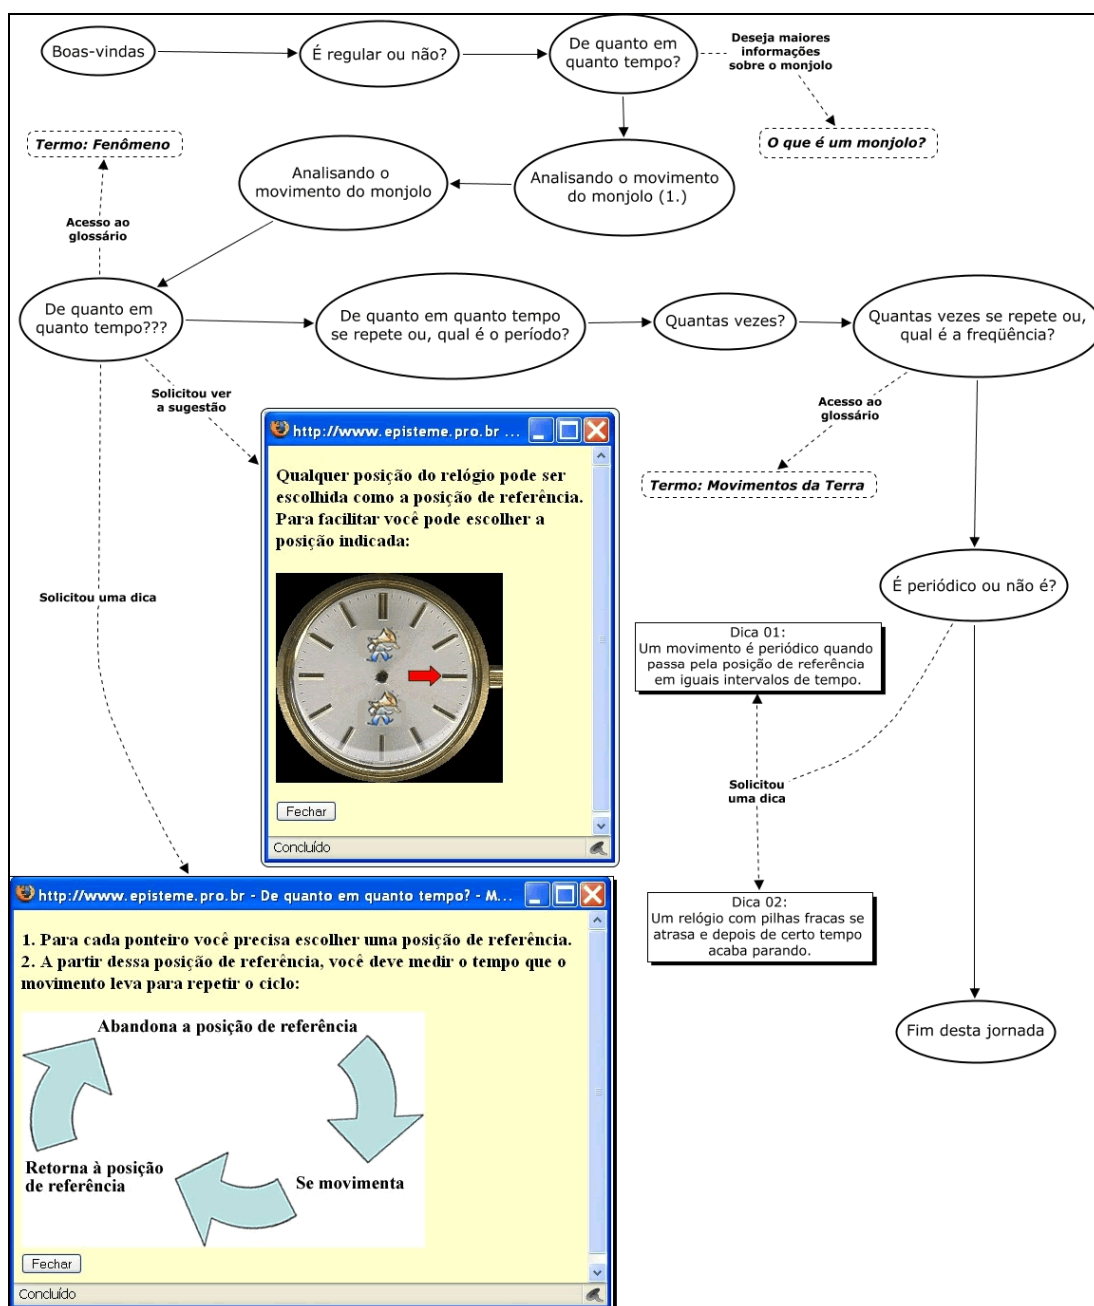 Boas-vindas
É regular ou não?
De quanto em
quanto tempo?
Deseja maiores
informações
sobre o monjolo
Termo: Fenômeno
O que é um monjolo?
Analisando o
movimento do monjolo
Analisando o movimento
do monjolo (1.)
Acesso ao
glossário
De quanto em
quanto tempo???
De quanto em quanto tempo
se repete ou, qual é o período?
Quantas vezes?
Quantas vezes se repete ou,
qual é a freqüência?
Solicitou ver
a sugestão
Acesso ao
glossário
Termo: Movimentos da Terra
http://www.episteme.pro.br ...
Qualquer posição do relógio pode ser
escolhida como a posição de referência.
Para facilitar você pode escolher a
posição indicada:
Fechar
Concluído
Solicitou uma dica
É periódico ou não é?
Dica 01:
Um movimento é periódico quando
passa pela posição de referência
em iguais intervalos de tempo.
Solicitou
uma dica
Dica 02:
Um relógio com pilhas fracas se
atrasa e depois de certo tempo
acaba parando.
Fim desta jornada
http://www.episteme.pro.br - De quanto em quanto tempo? - M...
1. Para cada ponteiro você precisa escolher uma posição de referência.
2. A partir dessa posição de referência, você deve medir o tempo que o
movimento leva para repetir o ciclo:
Abandona a posição de referência
Se movimenta
Retorna à posição
de referência
Fechar
Concluído